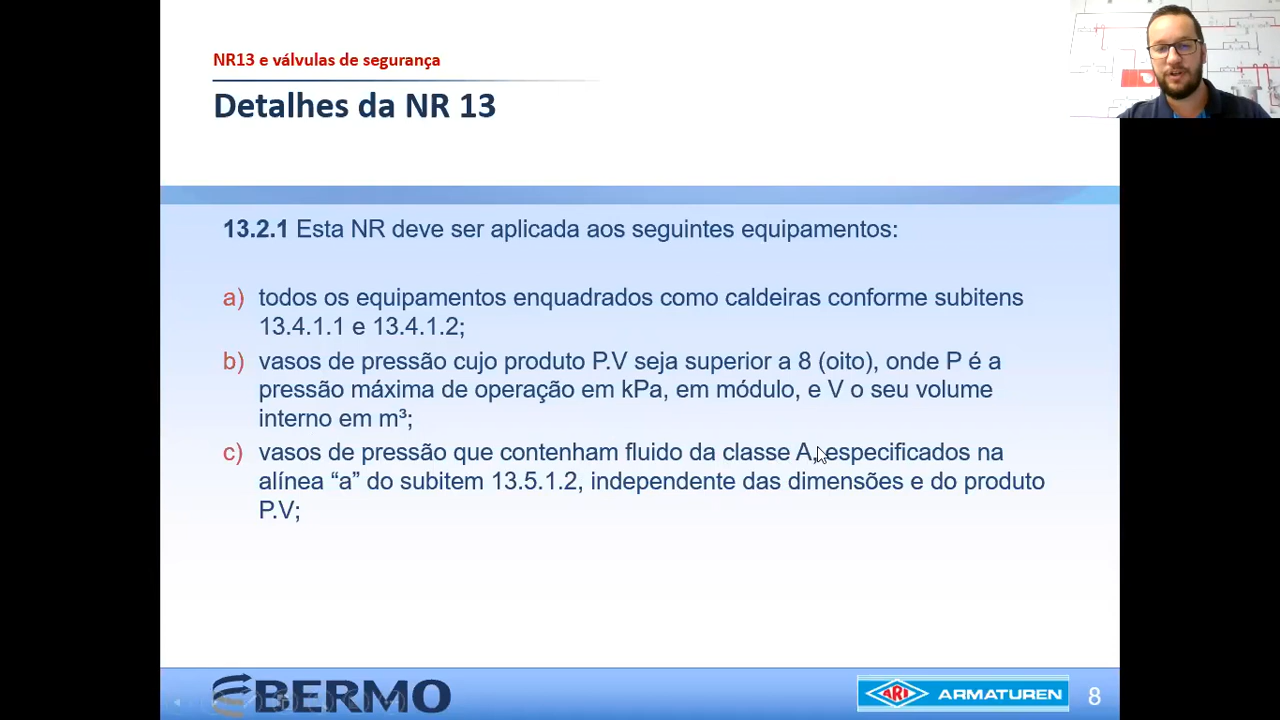 NR13 e válvulas de segurança
Detalhes da NR 13
13.2.1 Esta NR deve ser aplicada aos seguintes equipamentos:
a) todos os equipamentos enquadrados como caldeiras conforme subitens
13.4.1.1 e 13.4.1.2;
b) vasos de pressão cujo produto P.V seja superior a 8 (oito), onde P é a
pressão máxima de operação em kPa, em módulo, e V o seu volume
interno em m³;
c) vasos de pressão que contenham fluido da classe A, especificados na
alínea “a” do subitem 13.5.1.2, independente das dimensões e do produto
P.V;
BERMO
ARI ARMATUREN
8